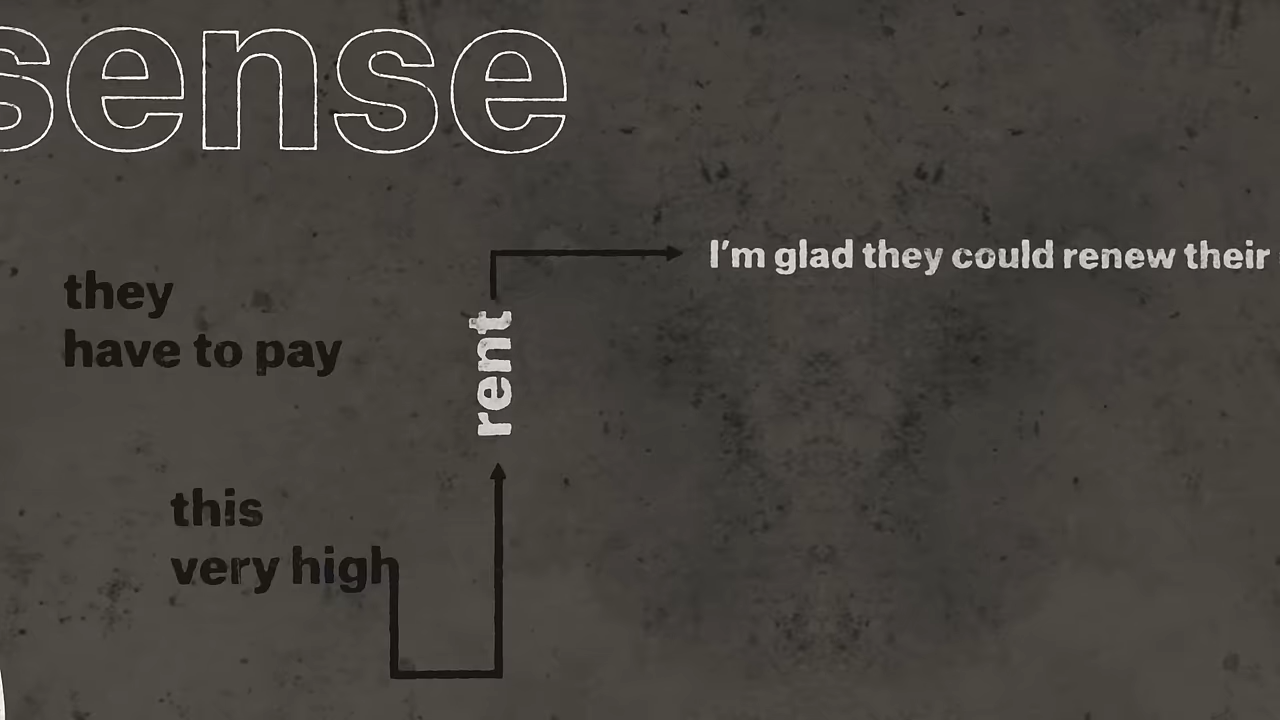 sense
they
have to pay
rent
I'm glad they could renew their
this
very high